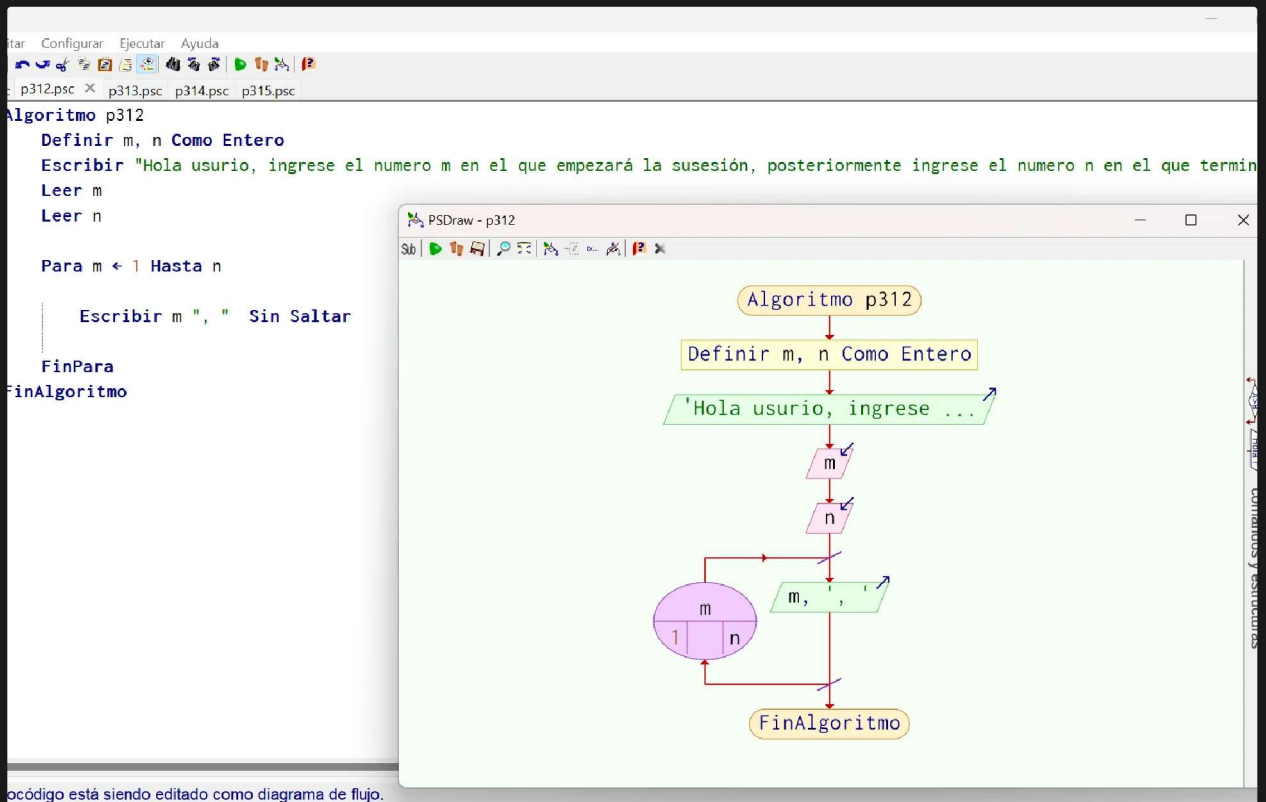 itar Configurar Ejecutar Ayuda
p312.psc p313.psc p314.psc p315.psc
Algoritmo p312
Definir m, n Como Entero
Escribir "Hola usurio, ingrese el numero m en el que empezará la susesión, posteriormente ingrese el numero n en el que termin
Leer m
Leer n
Para m ← 1 Hasta n
Escribir m ", " Sin Saltar
FinPara
FinAlgoritmo
PSDraw - p312
Sub
Algoritmo p312
Definir m, n Como Entero
'Hola usurio, ingrese ...
m
n
m
1 n
m, ', '
FinAlgoritmo
comandos y estructuras
ocódigo está siendo editado como diagrama de flujo.